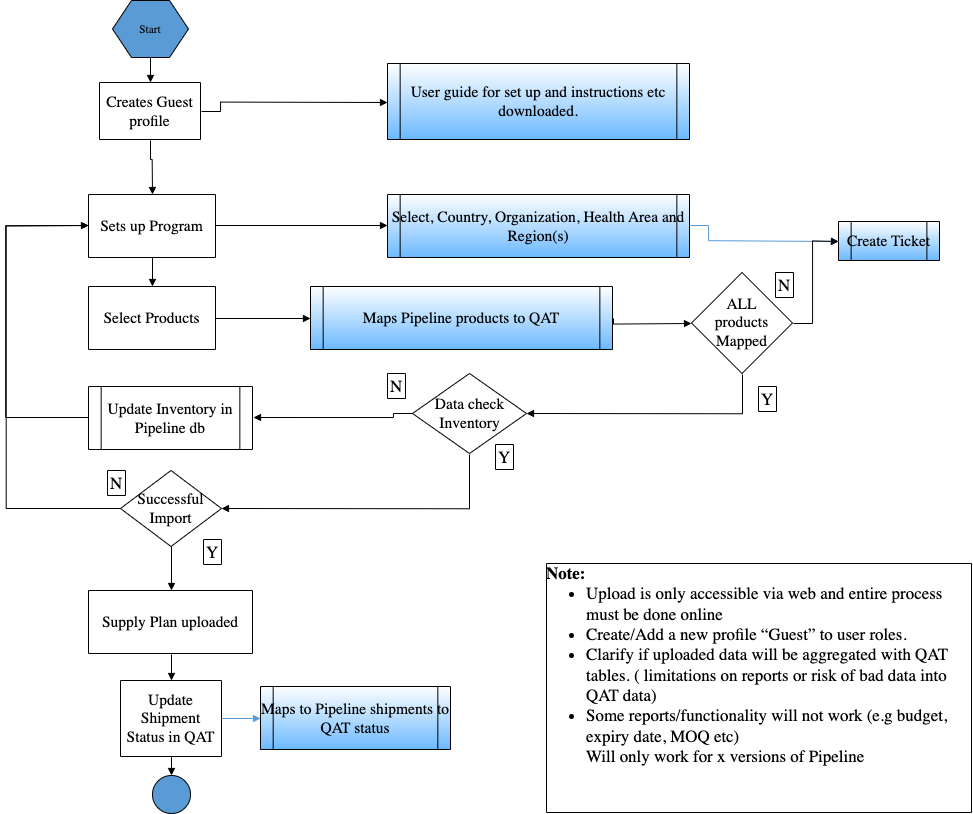 Start
Creates Guest
profile
User guide for set up and instructions etc
downloaded.
Sets up Program
Select, Country, Organization, Health Area and
Region(s)
Create Ticket
Select Products
Maps Pipeline products to QAT
ALL
products
Mapped
N
Y
Update Inventory in
Pipeline db
N
Data check
Inventory
Y
N
Successful
Import
Y
Supply Plan uploaded
Update
Shipment
Status in QAT
Maps to Pipeline shipments to
QAT status
Note:
• Upload is only accessible via web and entire process
must be done online
• Create/Add a new profile “Guest” to user roles.
• Clarify if uploaded data will be aggregated with QAT
tables. ( limitations on reports or risk of bad data into
QAT data)
• Some reports/functionality will not work (e.g budget,
expiry date, MOQ etc)
Will only work for x versions of Pipeline